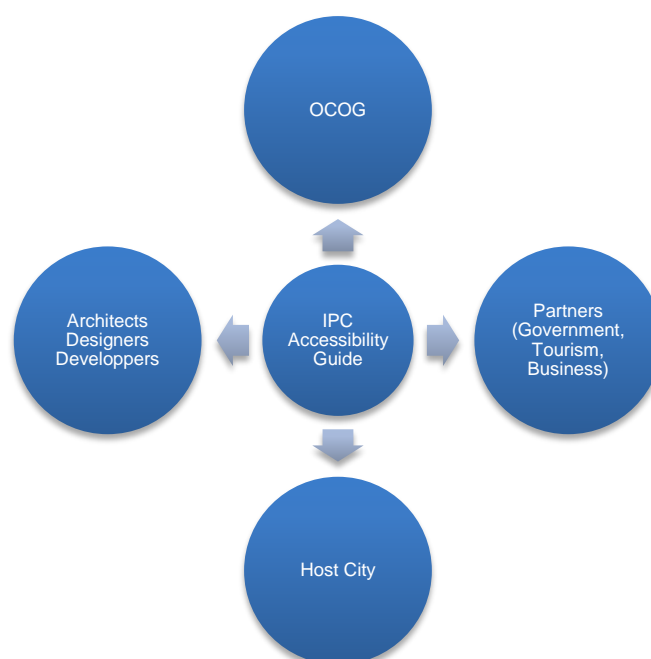 OCOG
Architects
Designers
Developpers
IPC
Accessibility
Guide
Partners
(Government,
Tourism,
Business)
Host City